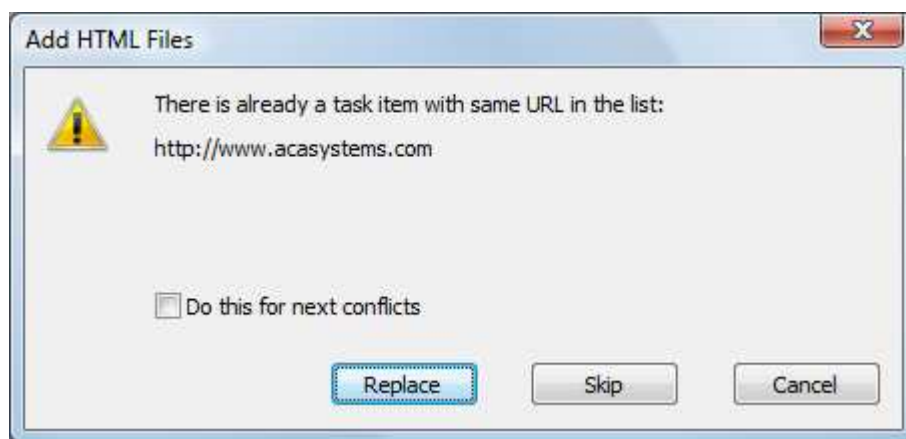 Add HTML Files
There is already a task item with same URL in the list:
http://www.acasystems.com
Do this for next conflicts
Replace Skip Cancel